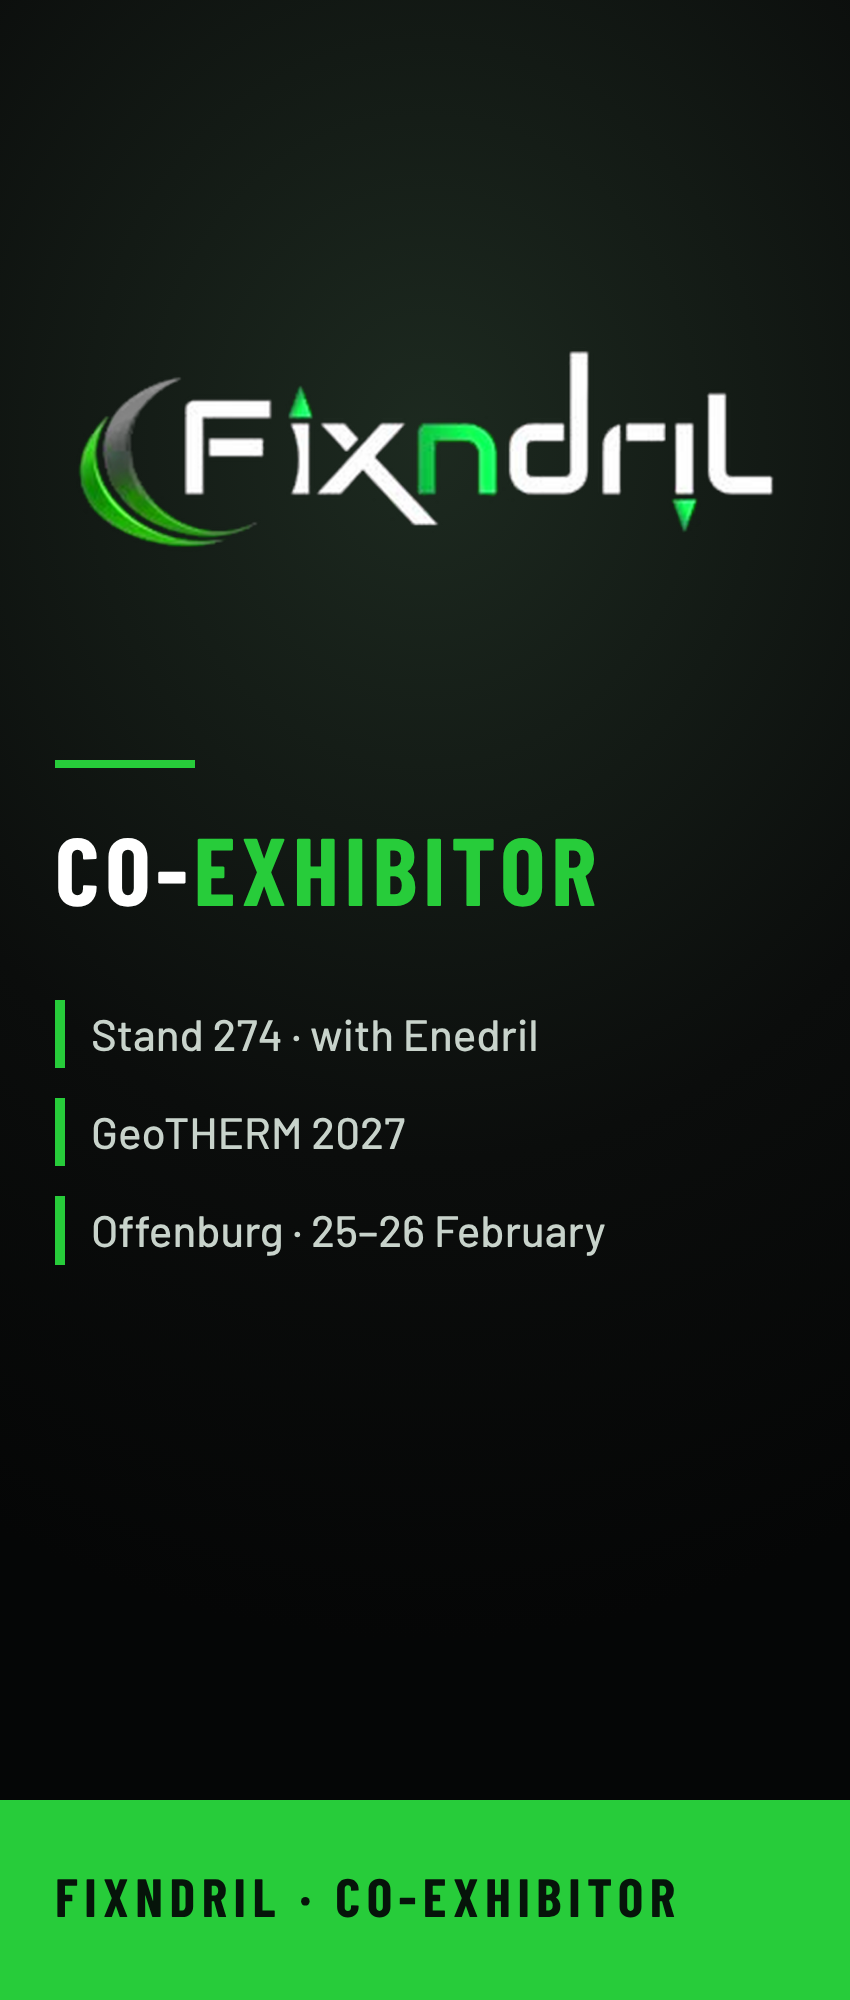 Fixndril
CO-EXHIBITOR
Stand 274 · with Enedril
GeoTHERM 2027
Offenburg · 25–26 February
FIXNDRIL · CO-EXHIBITOR